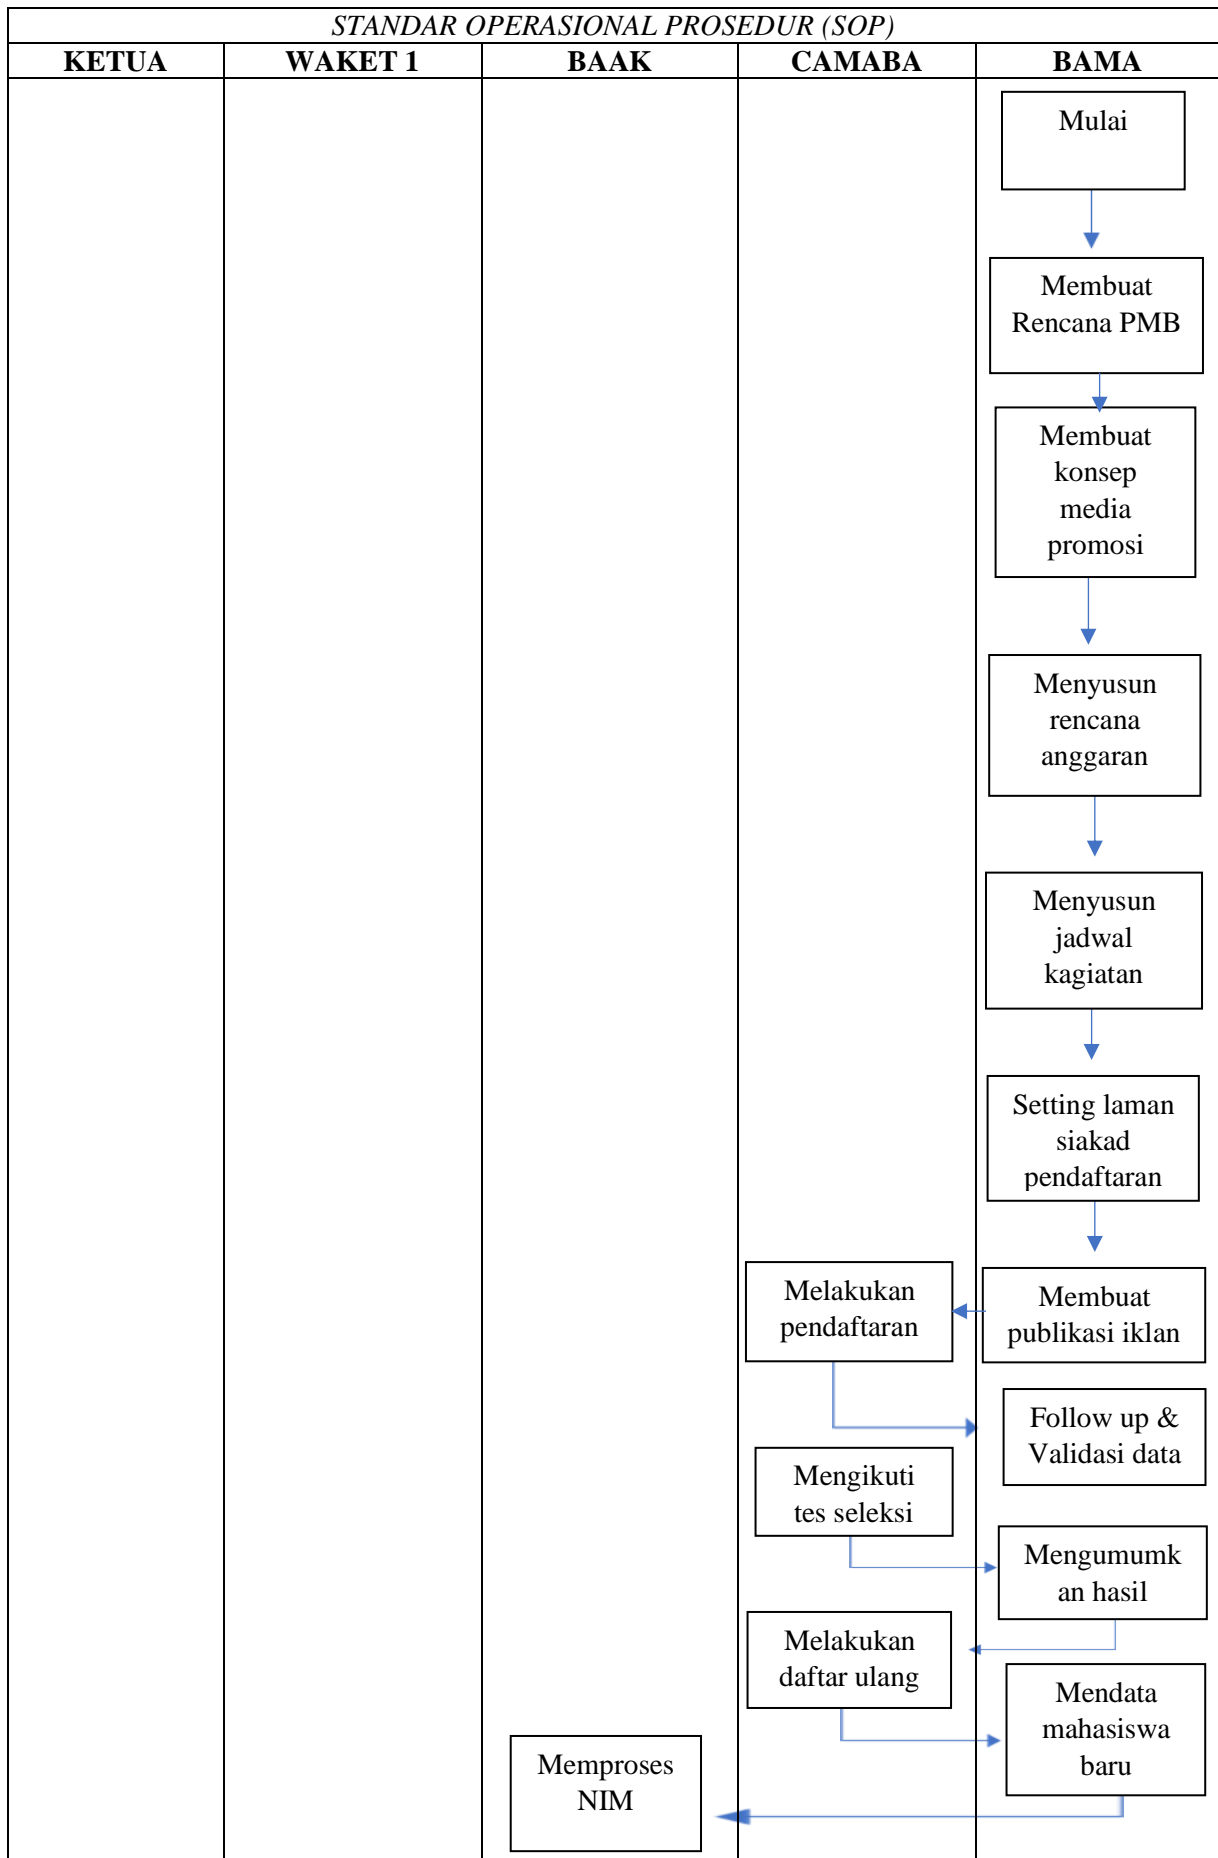 STANDAR OPERASIONAL PROSEDUR (SOP)
KETUA WAKET 1 BAAK CAMABA BAMA
Mulai
Membuat
Rencana PMB
Membuat
konsep
media
promosi
Menyusun
rencana
anggaran
Menyusun
jadwal
kagiatan
Setting laman
siakad
pendaftaran
Membuat
publikasi iklan
Melakukan
pendaftaran
Follow up &
Validasi data
Mengikuti
tes seleksi
Mengumumk
an hasil
Melakukan
daftar ulang
Mendata
mahasiswa
baru
Memproses
NIM